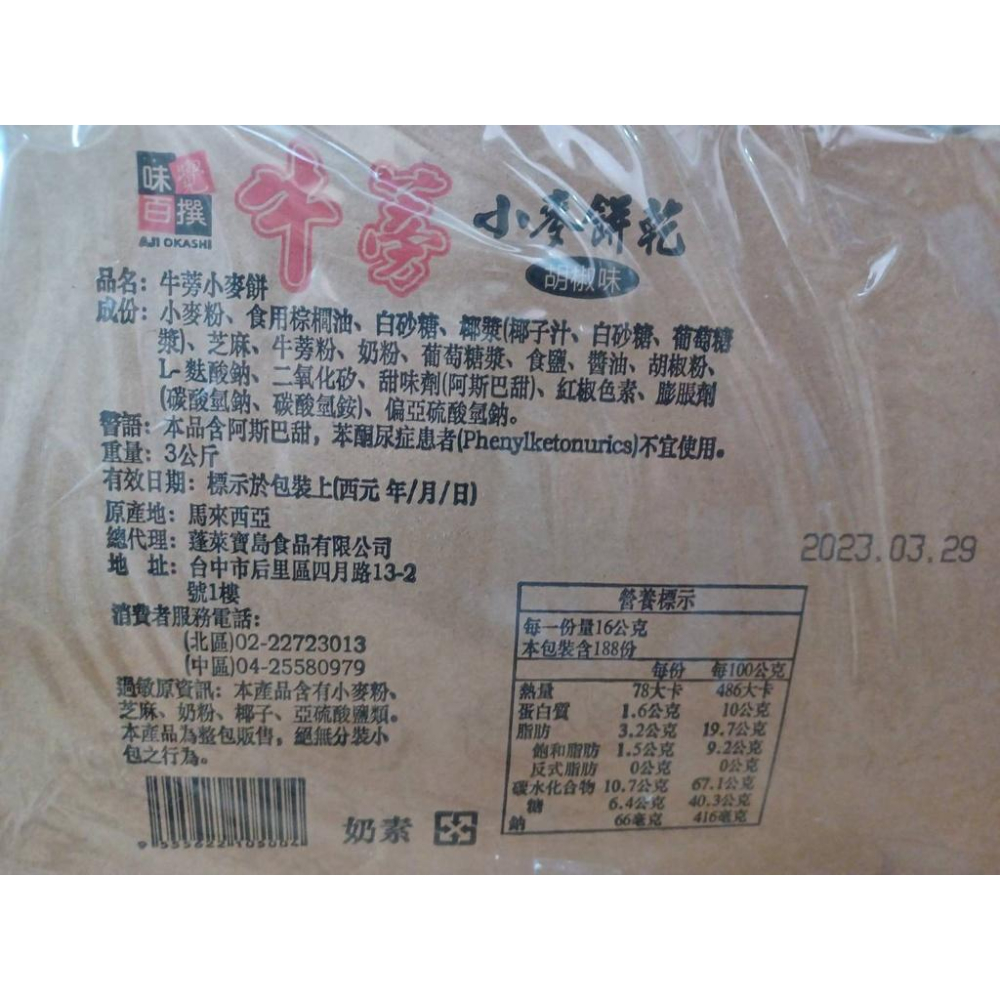 味覺
百撰
AJI OKASHI
牛蒡
小麥餅乾
胡椒味
品名：牛蒡小麥餅
成份：小麥粉、食用棕櫚油、白砂糖、椰漿(椰子汁、白砂糖、葡萄糖
漿)、芝麻、牛蒡粉、奶粉、葡萄糖漿、食鹽、醬油、胡椒粉、
L-麩酸鈉、二氧化矽、甜味劑(阿斯巴甜)、紅椒色素、膨脹劑
(碳酸氫鈉、碳酸氫銨)、偏亞硫酸氫鈉。
警語：本品含阿斯巴甜，苯酮尿症患者(Phenylketonurics)不宜使用。
重量：3公斤
有效日期：標示於包裝上(西元 年/月/日)
原產地：馬來西亞
總代理：蓬萊寶島食品有限公司
地 址：台中市后里區四月路13-2
號1樓
消費者服務電話：
(北區)02-22723013
(中區)04-25580979
過敏原資訊：本產品含有小麥粉、
芝麻、奶粉、椰子、亞硫酸鹽類。
本產品為整包販售，絕無分裝小
包之行為。
奶素
2023.03.29
營養標示
每一份量16公克
本包裝含188份
每份 每100公克
熱量 78大卡 486大卡
蛋白質 1.6公克 10公克
脂肪 3.2公克 19.7公克
飽和脂肪 1.5公克 9.2公克
反式脂肪 0公克 0公克
碳水化合物 10.7公克 67.1公克
糖 6.4公克 40.3公克
鈉 66毫克 416毫克